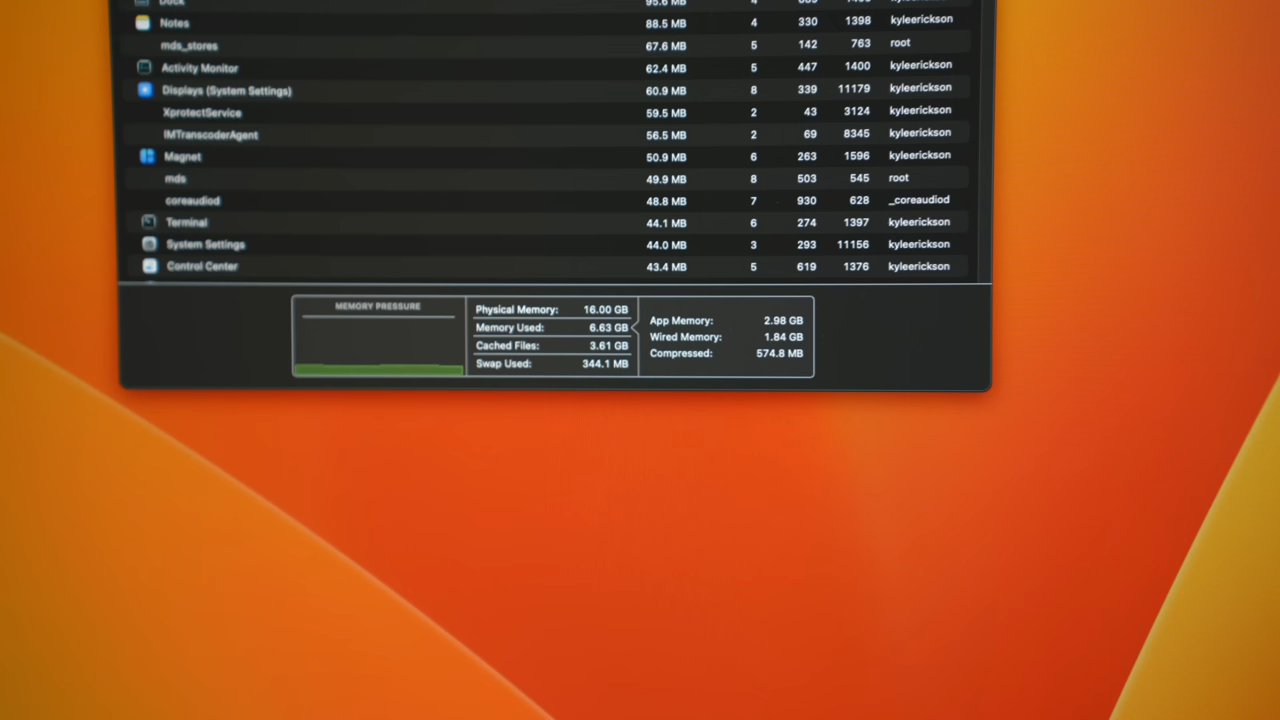 Dock 95.6 MB 4
Notes 88.5 MB 4 330 1398 kyleerickson
mds_stores 67.6 MB 5 142 763 root
Activity Monitor 62.4 MB 5 447 1400 kyleerickson
Displays (System Settings) 60.9 MB 8 339 11179 kyleerickson
XprotectService 59.5 MB 2 43 3124 kyleerickson
IMTranscoderAgent 56.5 MB 2 69 8345 kyleerickson
Magnet 50.9 MB 6 263 1596 kyleerickson
mds 49.9 MB 8 503 545 root
coreaudiod 48.8 MB 7 930 628 _coreaudiod
Terminal 44.1 MB 6 274 1397 kyleerickson
System Settings 44.0 MB 3 293 11156 kyleerickson
Control Center 43.4 MB 5 619 1376 kyleerickson
MEMORY PRESSURE
Physical Memory: 16.00 GB
Memory Used: 6.63 GB
Cached Files: 3.61 GB
Swap Used: 344.1 MB
App Memory: 2.98 GB
Wired Memory: 1.84 GB
Compressed: 574.8 MB